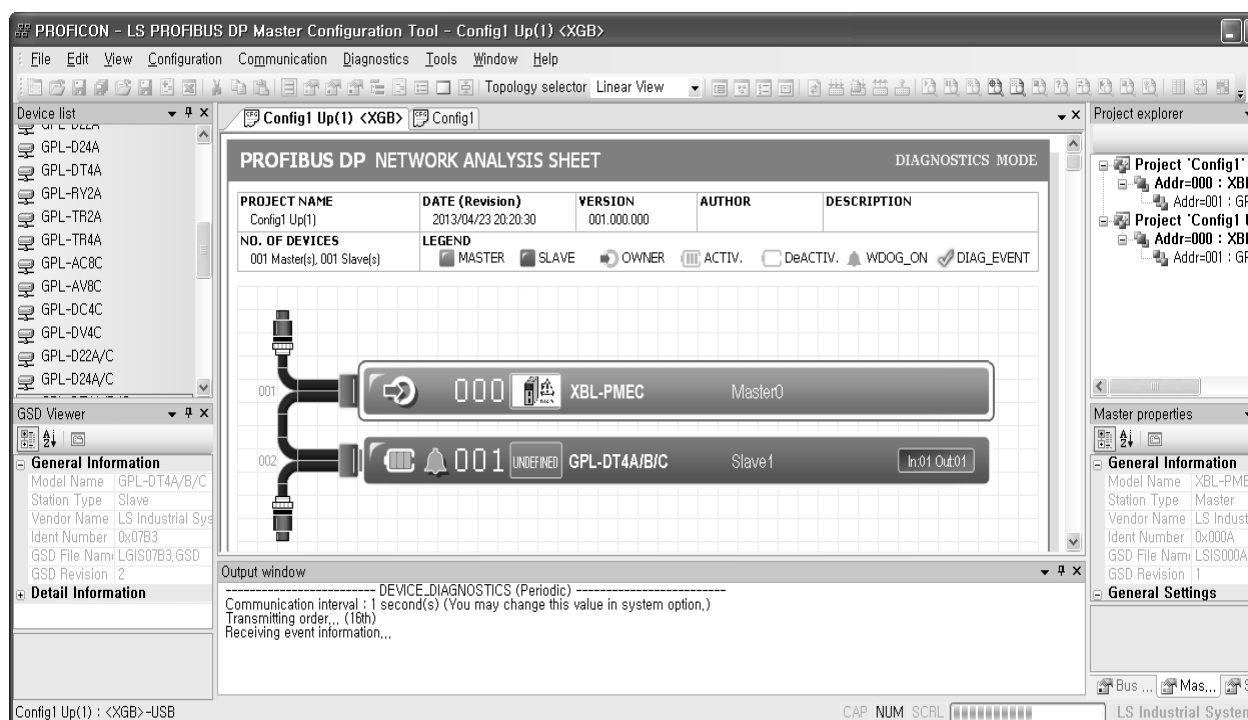 PROFICON - LS PROFIBUS DP Master Configuration Tool - Config1 Up(1) <XGB>
File Edit View Configuration Communication Diagnostics Tools Window Help
Topology selector Linear View
Device list
GPL-D24A
GPL-DT4A
GPL-RY2A
GPL-TR2A
GPL-TR4A
GPL-AC8C
GPL-AV8C
GPL-DC4C
GPL-DV4C
GPL-D22A/C
GPL-D24A/C
GSD Viewer
General Information
Model Name GPL-DT4A/B/C
Station Type Slave
Vendor Name LS Industrial Sys
Ident Number 0x07B3
GSD File Nam LGIS07B3,GSD
GSD Revision 2
Detail Information
Config1 Up(1) <XGB> Config1
PROFIBUS DP NETWORK ANALYSIS SHEET DIAGNOSTICS MODE
PROJECT NAME DATE (Revision) VERSION AUTHOR DESCRIPTION
Config1 Up(1) 2013/04/23 20:20:30 001.000.000
NO. OF DEVICES LEGEND
001 Master(s), 001 Slave(s) MASTER SLAVE OWNER ACTIV. DeACTIV. WDOG_ON DIAG_EVENT
001 000 XBL-PMEC Master0
002 001 UNDEFINED GPL-DT4A/B/C Slave1 In:01 Out:01
Output window
------------------------- DEVICE_DIAGNOSTICS (Periodic) -------------------------
Communication interval : 1 second(s) (You may change this value in system option,)
Transmitting order,,, (16th)
Receiving event information,,,
Project explorer
Project 'Config1'
Addr=000 : XBL
Addr=001 : GP
Project 'Config1 U
Addr=000 : XBL
Addr=001 : GP
Master properties
General Information
Model Name XBL-PME
Station Type Master
Vendor Name LS Indust
Ident Number 0x000A
GSD File Nam LSIS000A
GSD Revision 1
General Settings
Bus ... Mas... S
Config1 Up(1) : <XGB>-USB CAP NUM SCRL LS Industrial System